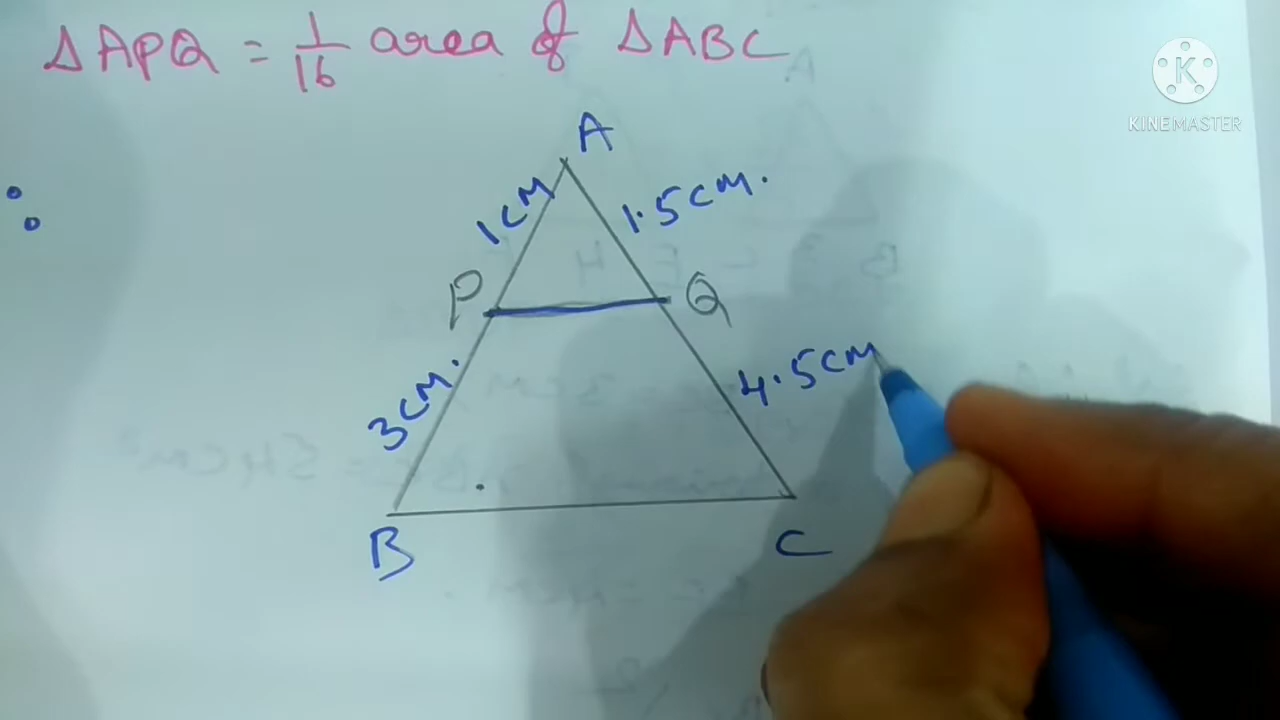 ΔAPQ = 1/16 area of ΔABC
KINEMASTER
A
1cm
1.5cm.
P
Q
3cm.
4.5cm
B
C